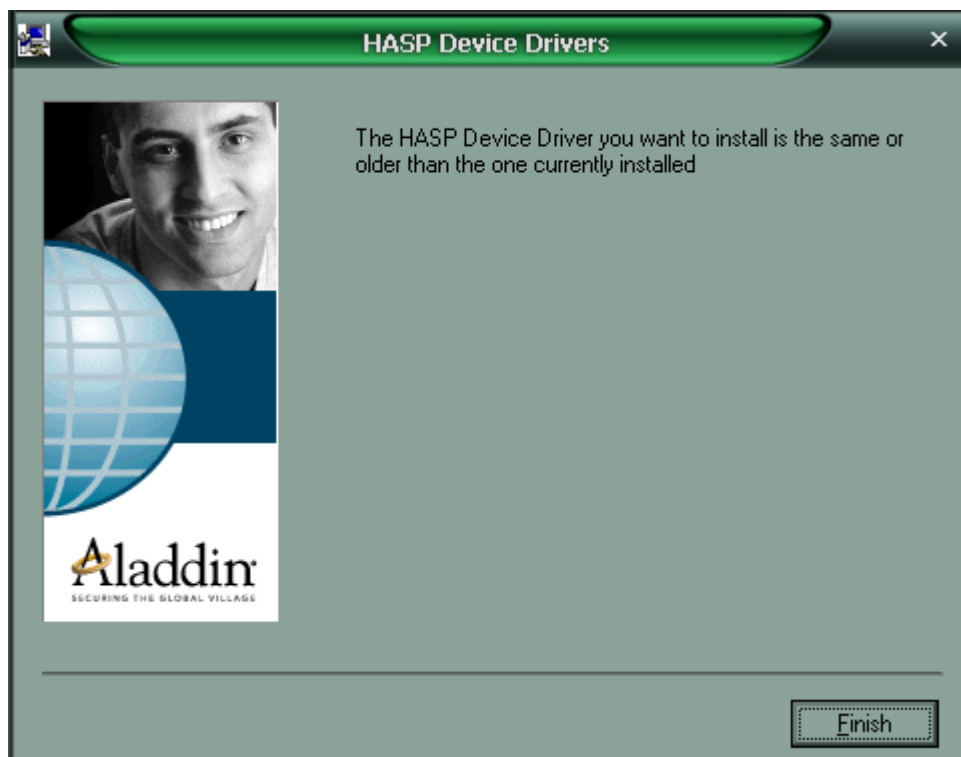 HASP Device Drivers
The HASP Device Driver you want to install is the same or
older than the one currently installed
Aladdin
SECURING THE GLOBAL VILLAGE
Finish